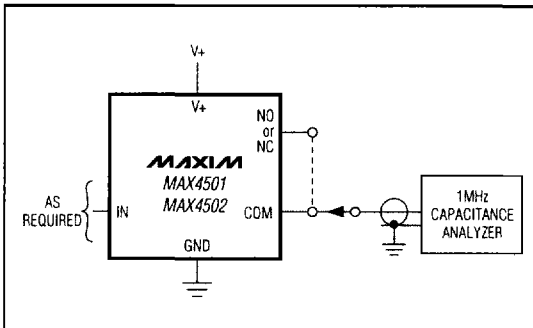 V+
V+
NO
or
NC
MAXIM
MAX4501
MAX4502
AS
REQUIRED
IN
COM
GND
1MHz
CAPACITANCE
ANALYZER